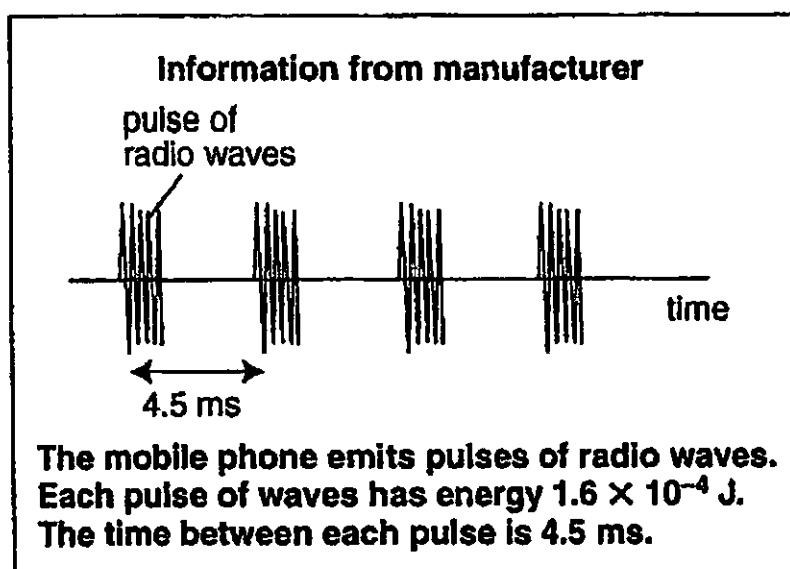 Information from manufacturer
pulse of
radio waves
time
4.5 ms
The mobile phone emits pulses of radio waves.
Each pulse of waves has energy 1.6 × 10⁻⁴ J.
The time between each pulse is 4.5 ms.